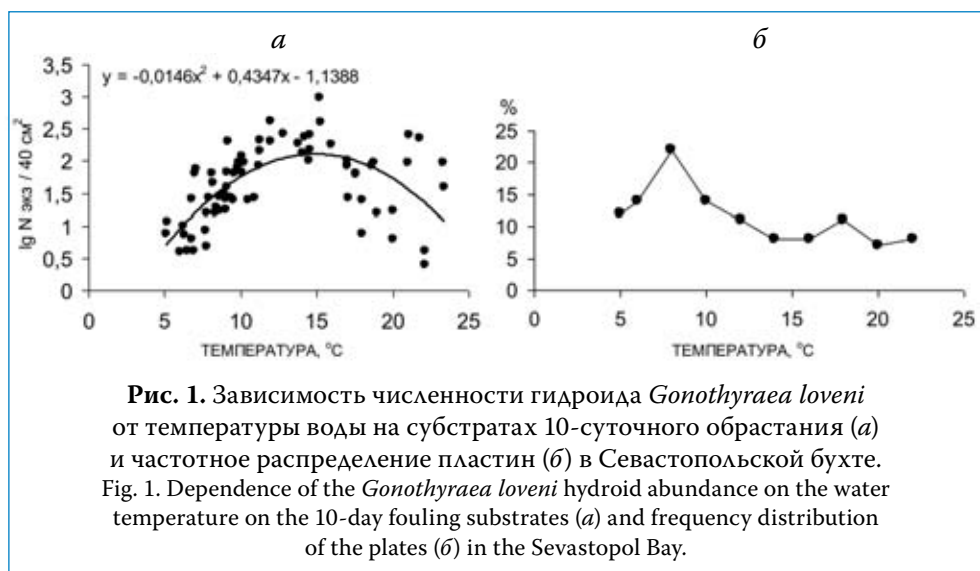 а
y = -0,0146x² + 0,4347x - 1,1388
lg N экз / 40 см²
3,5
3
2,5
2
1,5
1
0,5
0
0
5
10
15
20
25
ТЕМПЕРАТУРА, °C
б
%
25
20
15
10
5
0
0
5
10
15
20
25
ТЕМПЕРАТУРА, °C
Рис. 1. Зависимость численности гидроида Gonothyraea loveni
от температуры воды на субстратах 10-суточного обрастания (а)
и частотное распределение пластин (б) в Севастопольской бухте.
Fig. 1. Dependence of the Gonothyraea loveni hydroid abundance on the water
temperature on the 10-day fouling substrates (а) and frequency distribution
of the plates (б) in the Sevastopol Bay.